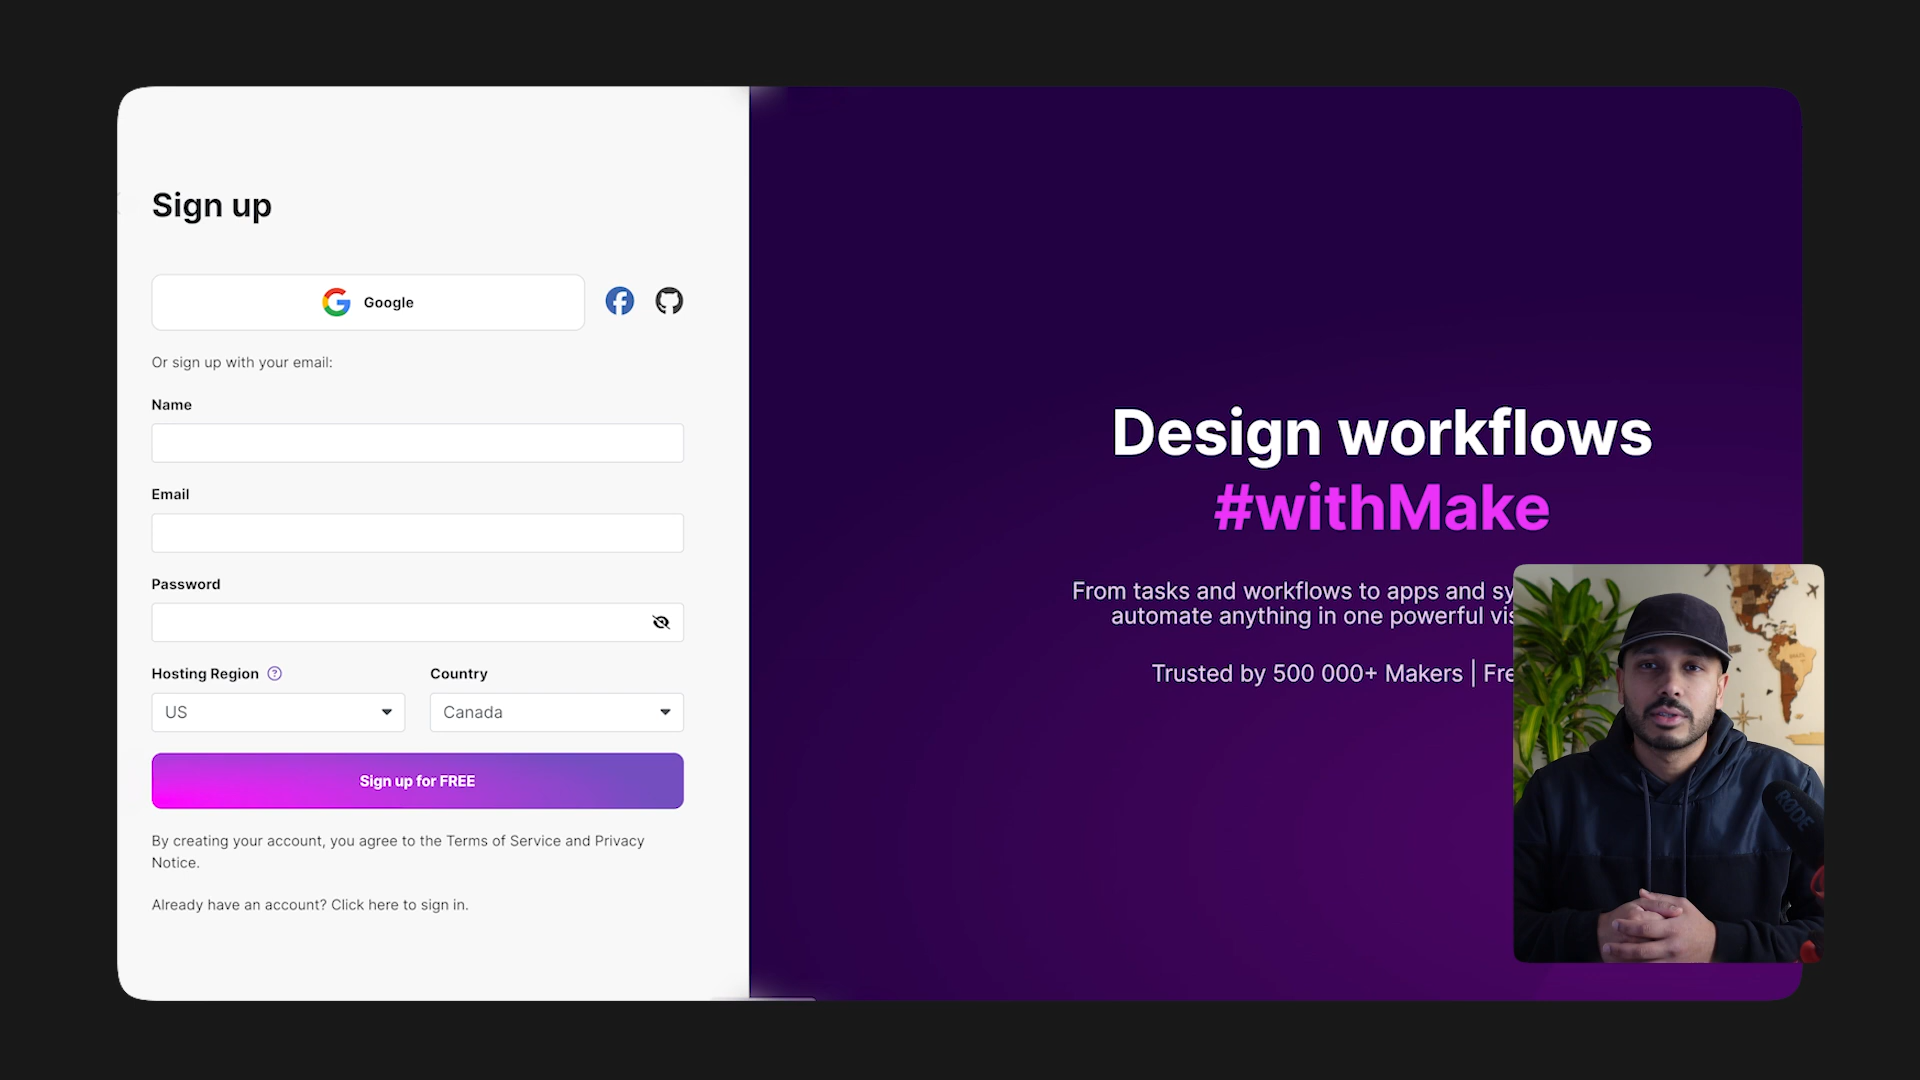 Sign up
Google
Or sign up with your email:
Name
Email
Password
Hosting Region ?
Country
US
Canada
Sign up for FREE
By creating your account, you agree to the Terms of Service and Privacy
Notice.
Already have an account? Click here to sign in.
Design workflows
#withMake
From tasks and workflows to apps and sy
automate anything in one powerful vis
Trusted by 500 000+ Makers | Fre
BRAZIL
RØDE